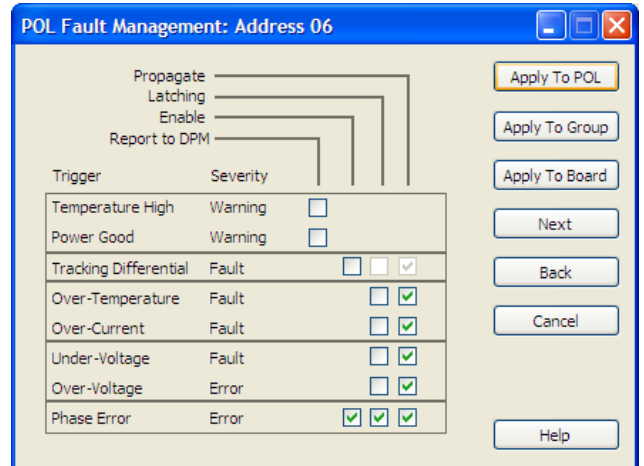 POL Fault Management: Address 06
Propagate
Latching
Enable
Report to DPM
Trigger Severity
Temperature High Warning
Power Good Warning
Tracking Differential Fault
Over-Temperature Fault
Over-Current Fault
Under-Voltage Fault
Over-Voltage Error
Phase Error Error
Apply To POL
Apply To Group
Apply To Board
Next
Back
Cancel
Help